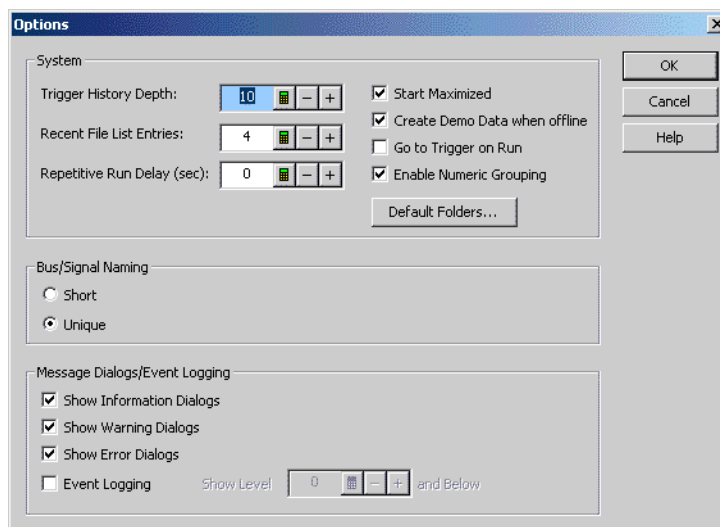 Options
System
Trigger History Depth: 10 - +
Recent File List Entries: 4 - +
Repetitive Run Delay (sec): 0 - +
Start Maximized
Create Demo Data when offline
Go to Trigger on Run
Enable Numeric Grouping
Default Folders...
OK
Cancel
Help
Bus/Signal Naming
Short
Unique
Message Dialogs/Event Logging
Show Information Dialogs
Show Warning Dialogs
Show Error Dialogs
Event Logging Show Level 0 - + and Below